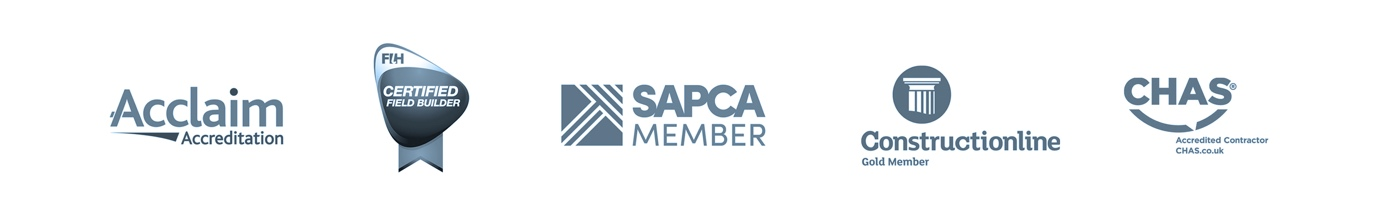 Acclaim
Accreditation
FIH
CERTIFIED
FIELD BUILDER
SAPCA
MEMBER
Constructionline
Gold Member
CHAS®
Accredited Contractor
CHAS.co.uk